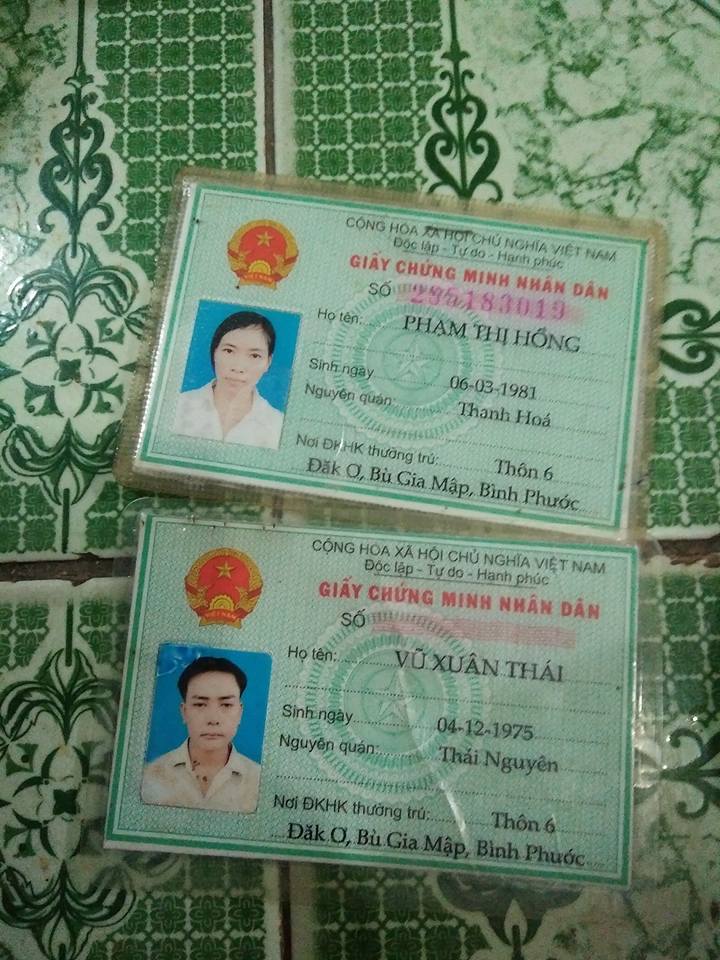 CỘNG HÒA XÃ HỘI CHỦ NGHĨA VIỆT NAM
Độc lập - Tự do - Hạnh phúc
GIẤY CHỨNG MINH NHÂN DÂN
SỐ 295183019
Họ tên: PHẠM THỊ HỒNG
Sinh ngày 06-03-1981
Nguyên quán: Thanh Hoá
Nơi ĐKHK thường trú: Thôn 6
Đăk Ơ, Bù Gia Mập, Bình Phước
CỘNG HÒA XÃ HỘI CHỦ NGHĨA VIỆT NAM
Độc lập - Tự do - Hạnh phúc
GIẤY CHỨNG MINH NHÂN DÂN
SỐ
Họ tên: VŨ XUÂN THÁI
Sinh ngày 04-12-1975
Nguyên quán: Thái Nguyên
Nơi ĐKHK thường trú: Thôn 6
Đăk Ơ, Bù Gia Mập, Bình Phước